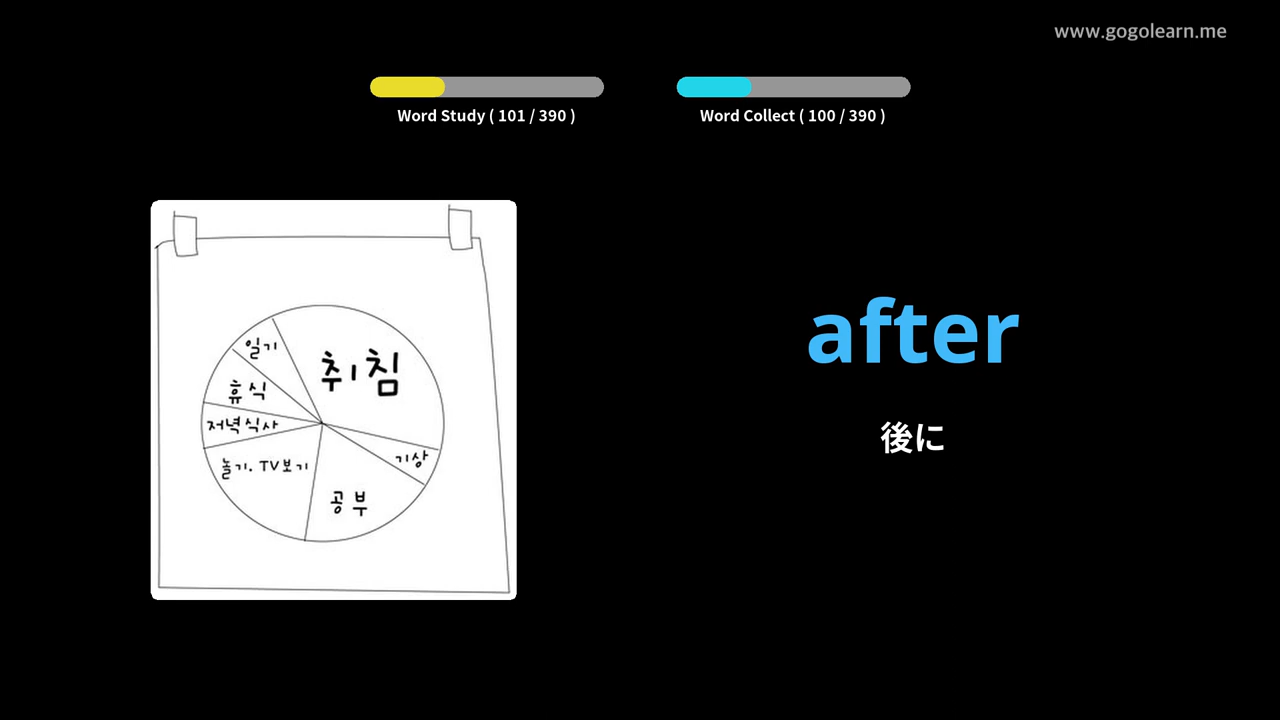 www.gogolearn.me
Word Study ( 101 / 390 )
Word Collect ( 100 / 390 )
일기
취침
휴식
저녁식사
놀기. TV보기
기상
공부
after
後に